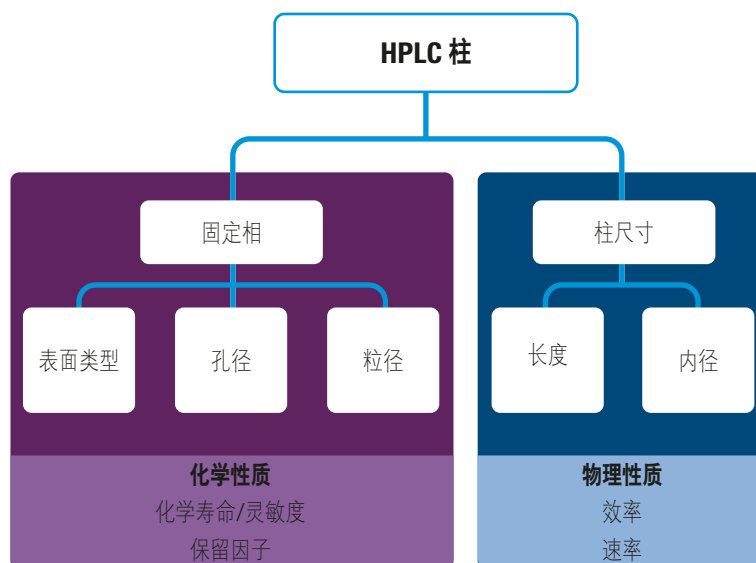 HPLC 柱
固定相
柱尺寸
表面类型
孔径
粒径
长度
内径
化学性质
化学寿命/灵敏度
保留因子
物理性质
效率
速率